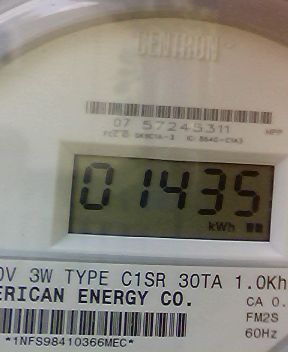 CENTRON
07 57245311
01435
kWh
0V 3W TYPE C1SR 30TA 1.0Kh
ERICAN ENERGY CO.
CA 0.
FM2S
60Hz
*1NFS98410366MEC*